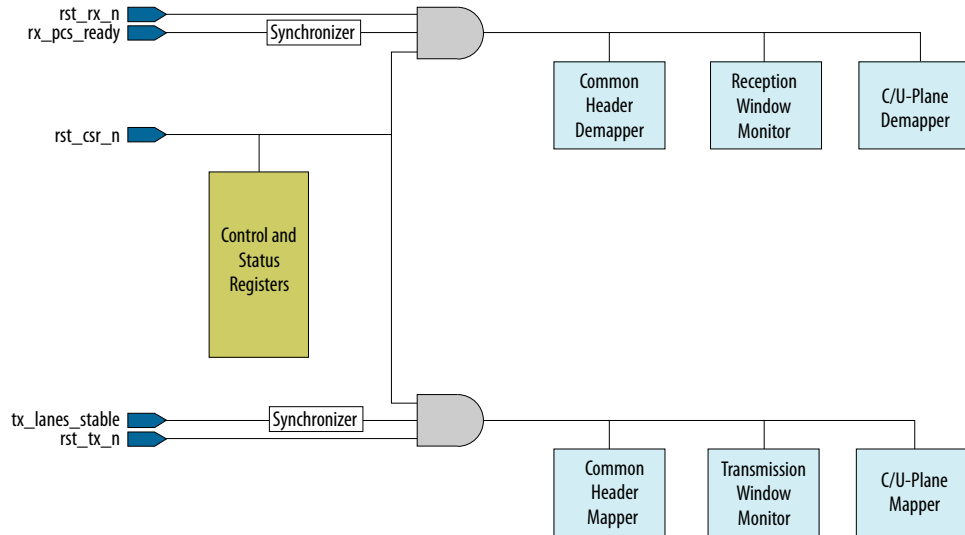 rst_rx_n
rx_pcs_ready
Synchronizer
Common
Header
Demapper
Reception
Window
Monitor
C/U-Plane
Demapper
rst_csr_n
Control and
Status
Registers
tx_lanes_stable
Synchronizer
rst_tx_n
Common
Header
Mapper
Transmission
Window
Monitor
C/U-Plane
Mapper